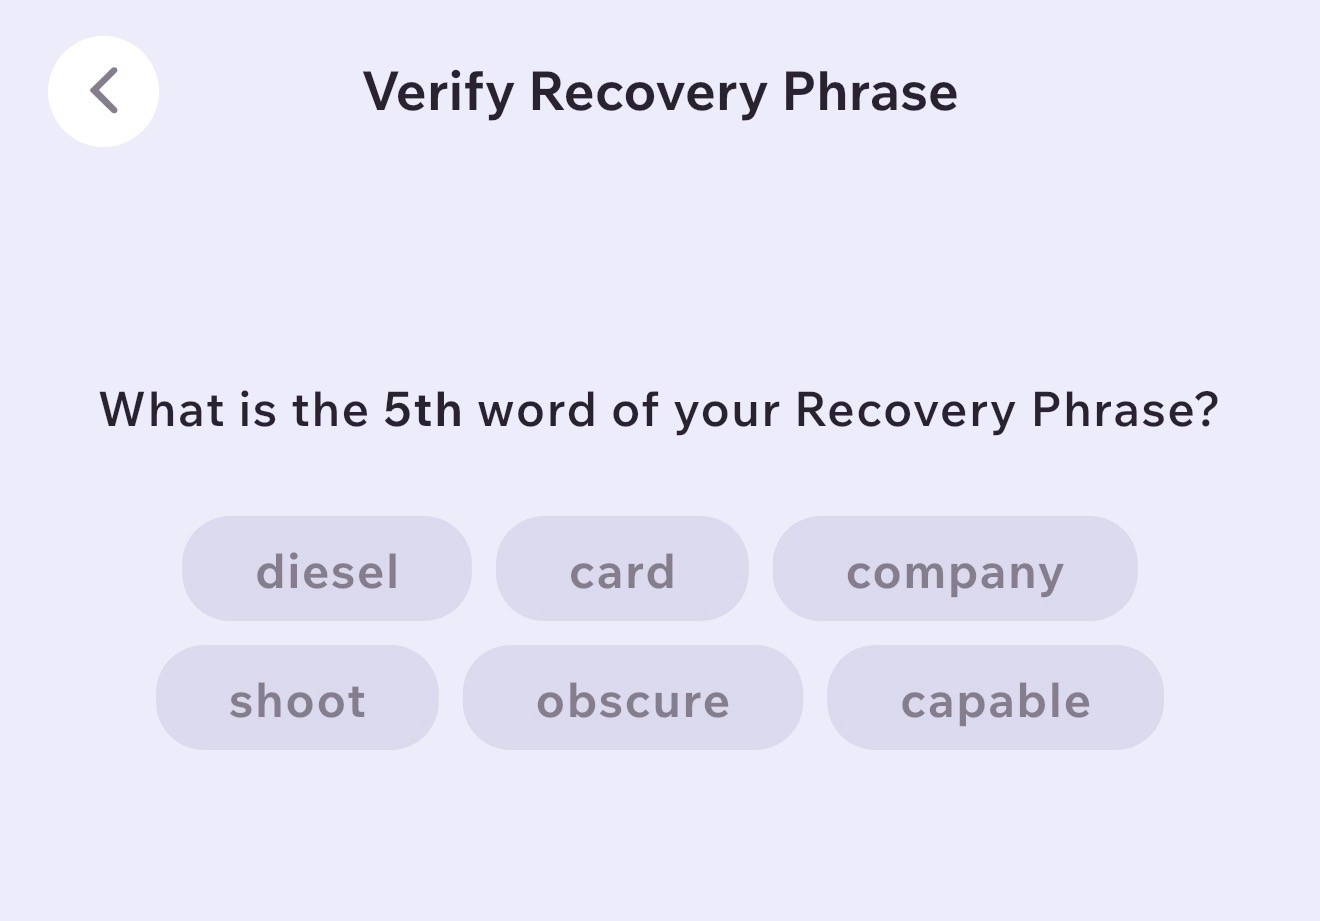 Verify Recovery Phrase
What is the 5th word of your Recovery Phrase?
diesel card company
shoot obscure capable